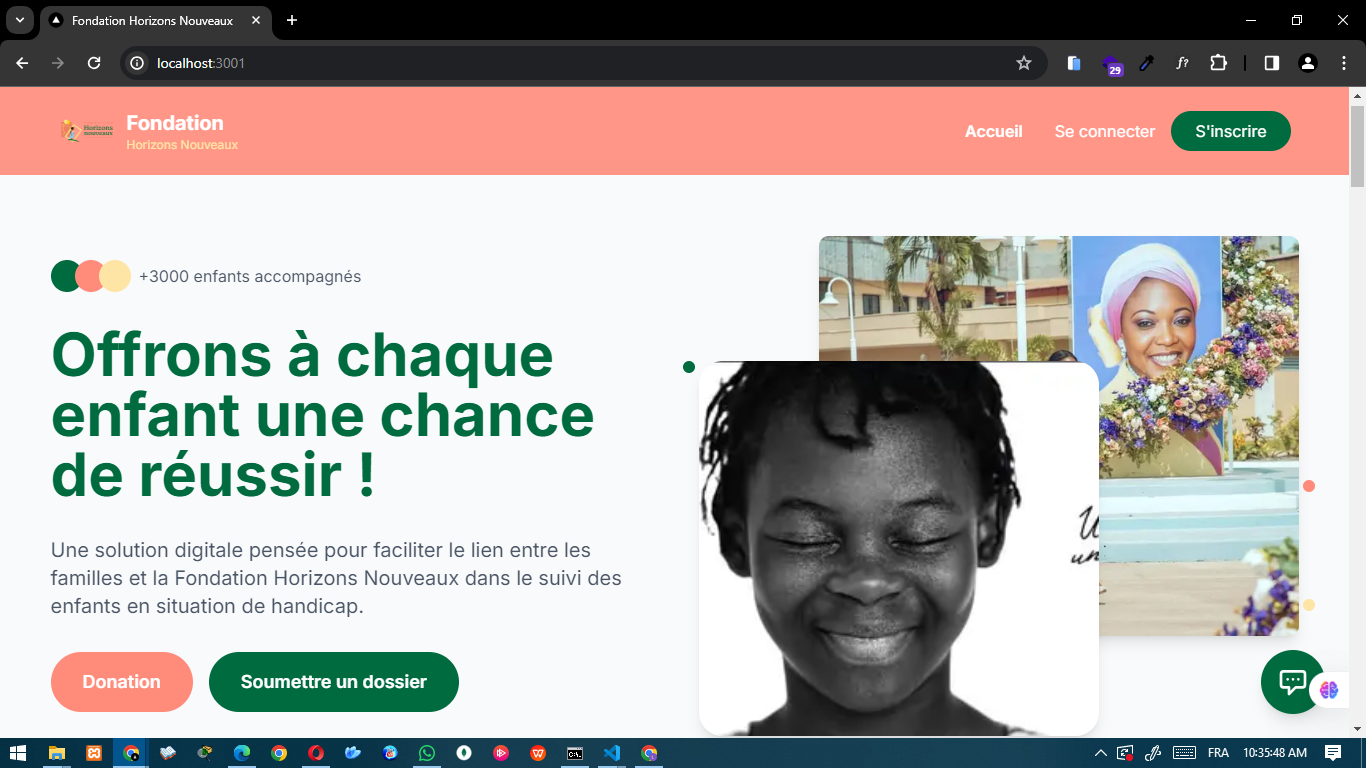 Fondation Horizons Nouveaux
localhost:3001
29
f?
Horizons
nouveaux
Fondation
Horizons Nouveaux
Accueil
Se connecter
S'inscrire
+3000 enfants accompagnés
Offrons à chaque
enfant une chance
de réussir !
Une solution digitale pensée pour faciliter le lien entre les
familles et la Fondation Horizons Nouveaux dans le suivi des
enfants en situation de handicap.
Donation
Soumettre un dossier
FRA
10:35:48 AM